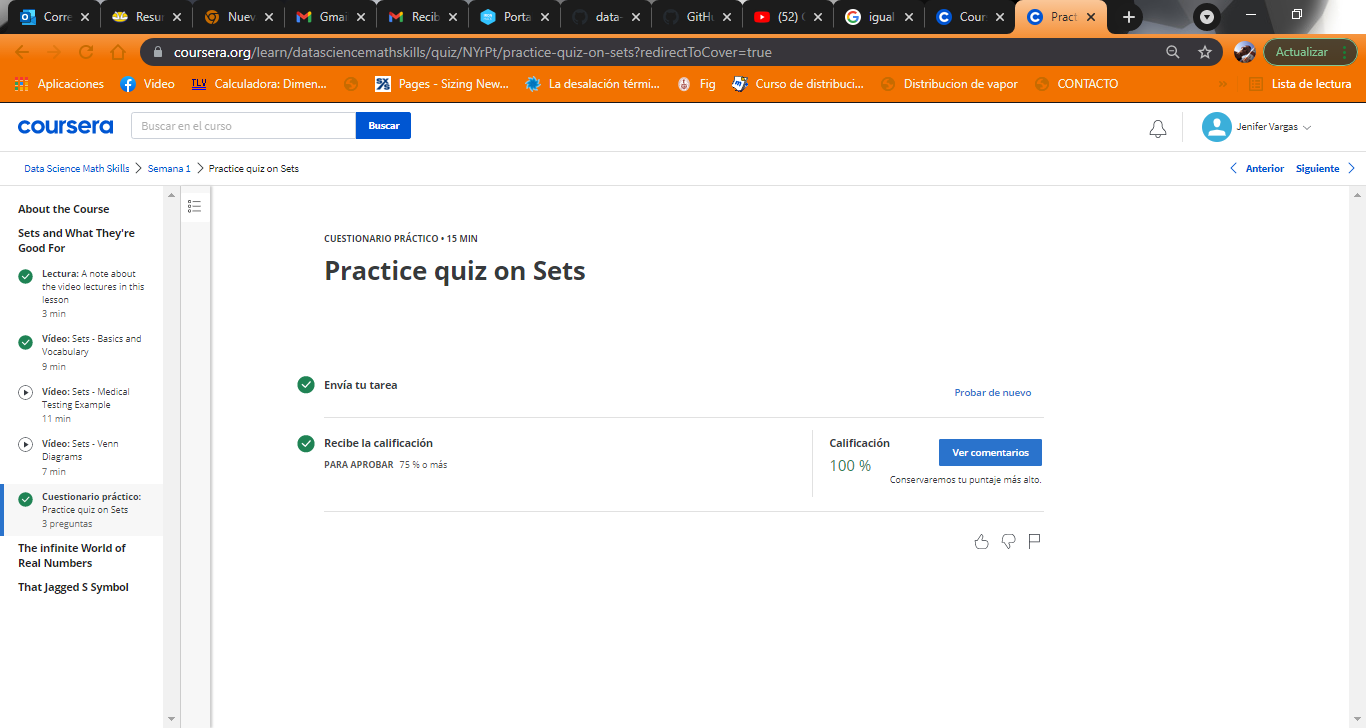 Corre
Resur
Nuev
Gmai
Recib
Porta
data-
GitHu
(52)
igual
Cours
Pract
coursera.org/learn/datasciencemathskills/quiz/NYrPt/practice-quiz-on-sets?redirectToCover=true
Actualizar
Aplicaciones
Video
TLV
Calculadora: Dimen...
Pages - Sizing New...
La desalación térmi...
Fig
Curso de distribuci...
Distribucion de vapor
CONTACTO
»
Lista de lectura
coursera
Buscar en el curso
Buscar
Jenifer Vargas
Data Science Math Skills > Semana 1 > Practice quiz on Sets
< Anterior
Siguiente >
About the Course
Sets and What They're
Good For
Lectura: A note about
the video lectures in this
lesson
3 min
Vídeo: Sets - Basics and
Vocabulary
9 min
Vídeo: Sets - Medical
Testing Example
11 min
Vídeo: Sets - Venn
Diagrams
7 min
Cuestionario práctico:
Practice quiz on Sets
3 preguntas
The infinite World of
Real Numbers
That Jagged S Symbol
CUESTIONARIO PRÁCTICO • 15 MIN
Practice quiz on Sets
Envía tu tarea
Probar de nuevo
Recibe la calificación
PARA APROBAR 75 % o más
Calificación
100 %
Ver comentarios
Conservaremos tu puntaje más alto.